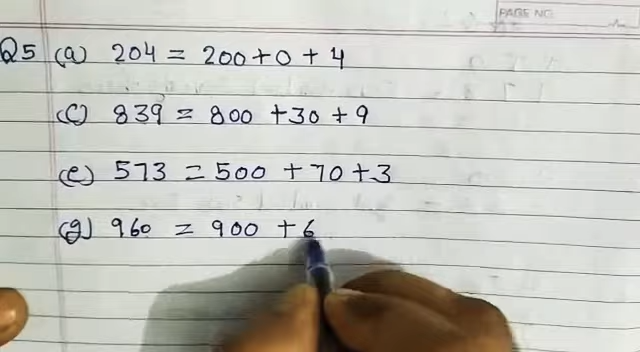 PAGE NO.
Q5 (a) 204 = 200 + 0 + 4
(c) 839 = 800 + 30 + 9
(e) 573 = 500 + 70 + 3
(g) 960 = 900 + 6